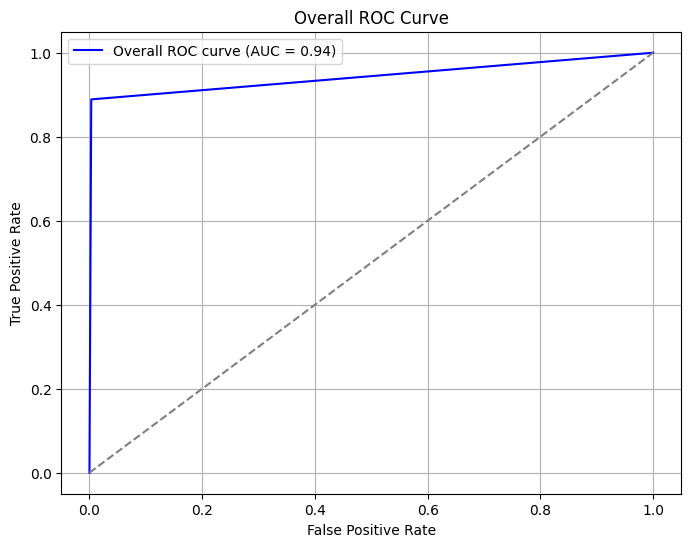 Overall ROC Curve
Overall ROC curve (AUC = 0.94)
True Positive Rate
1.0
0.8
0.6
0.4
0.2
0.0
0.0 0.2 0.4 0.6 0.8 1.0
False Positive Rate